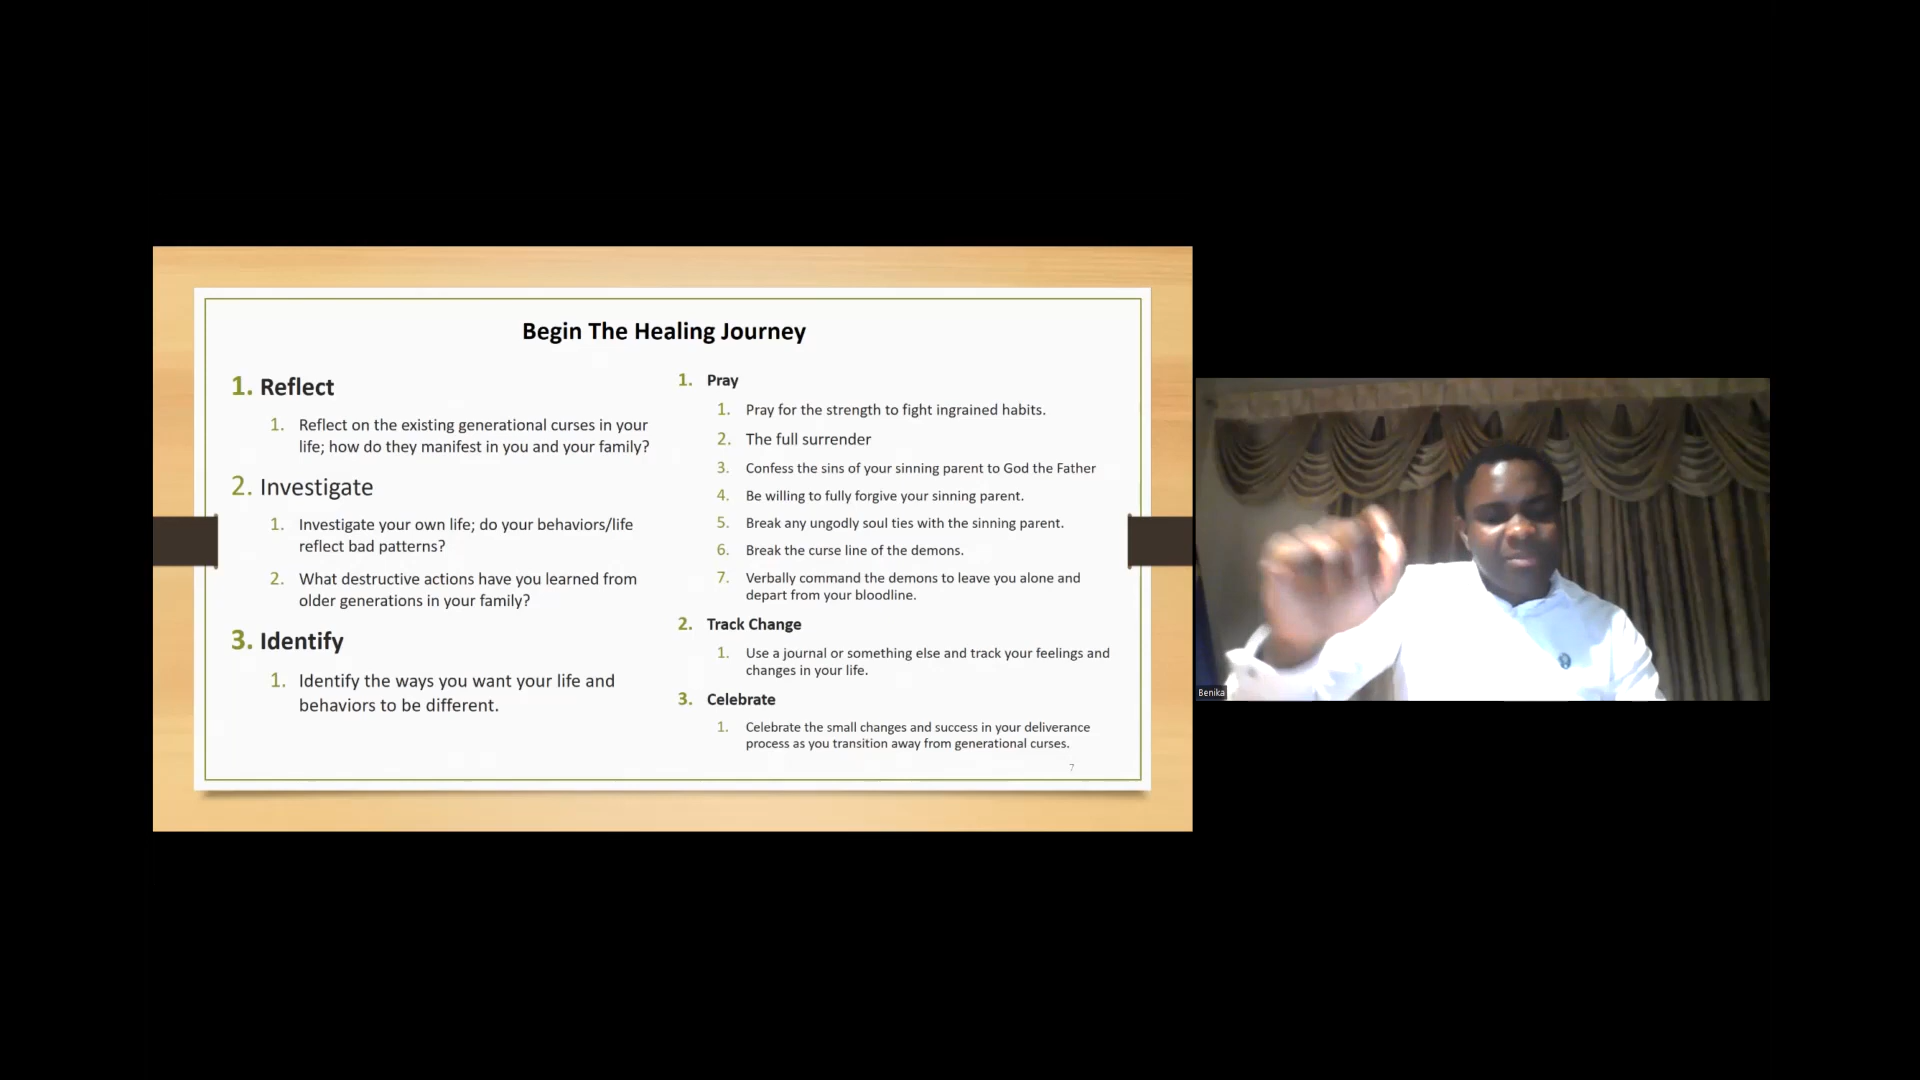 Begin The Healing Journey
1. Reflect
1. Reflect on the existing generational curses in your
life; how do they manifest in you and your family?
2. Investigate
1. Investigate your own life; do your behaviors/life
reflect bad patterns?
2. What destructive actions have you learned from
older generations in your family?
3. Identify
1. Identify the ways you want your life and
behaviors to be different.
1. Pray
1. Pray for the strength to fight ingrained habits.
2. The full surrender
3. Confess the sins of your sinning parent to God the Father
4. Be willing to fully forgive your sinning parent.
5. Break any ungodly soul ties with the sinning parent.
6. Break the curse line of the demons.
7. Verbally command the demons to leave you alone and
depart from your bloodline.
2. Track Change
1. Use a journal or something else and track your feelings and
changes in your life.
3. Celebrate
1. Celebrate the small changes and success in your deliverance
process as you transition away from generational curses.
7
Benika